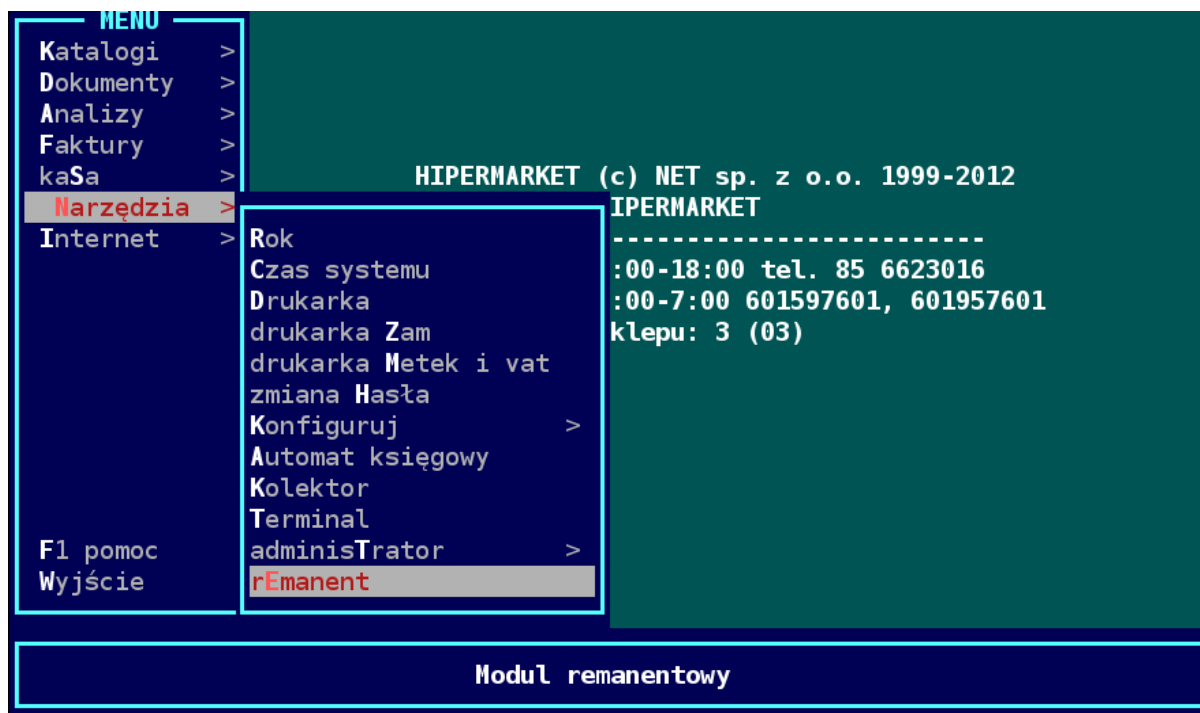 MENU
Katalogi >
Dokumenty >
Analizy >
Faktury >
kaSa >
Narzędzia >
Internet >
F1 pomoc
Wyjście
Rok
Czas systemu
Drukarka
drukarka Zam
drukarka Metek i vat
zmiana Hasła
Konfiguruj >
Automat księgowy
Kolektor
Terminal
adminisTrator >
rEmanent
HIPERMARKET (c) NET sp. z o.o. 1999-2012
IPERMARKET
-------------------------
:00-18:00 tel. 85 6623016
:00-7:00 601597601, 601957601
klepu: 3 (03)
Modul remanentowy